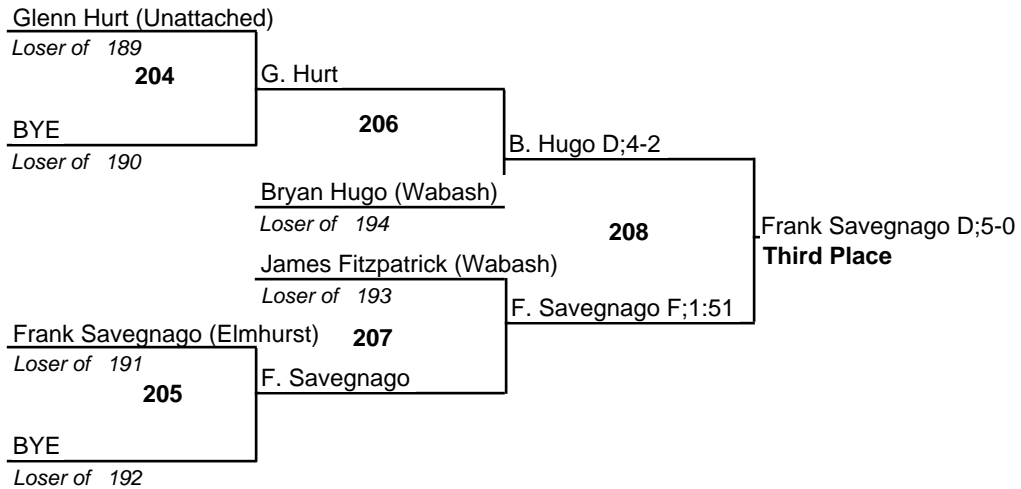 Glenn Hurt (Unattached)
Loser of 189
204
G. Hurt
BYE
Loser of 190
206
B. Hugo D;4-2
Bryan Hugo (Wabash)
Loser of 194
208
Frank Savegnago D;5-0
Third Place
James Fitzpatrick (Wabash)
Loser of 193
F. Savegnago F;1:51
Frank Savegnago (Elmhurst)
207
Loser of 191
205
F. Savegnago
BYE
Loser of 192